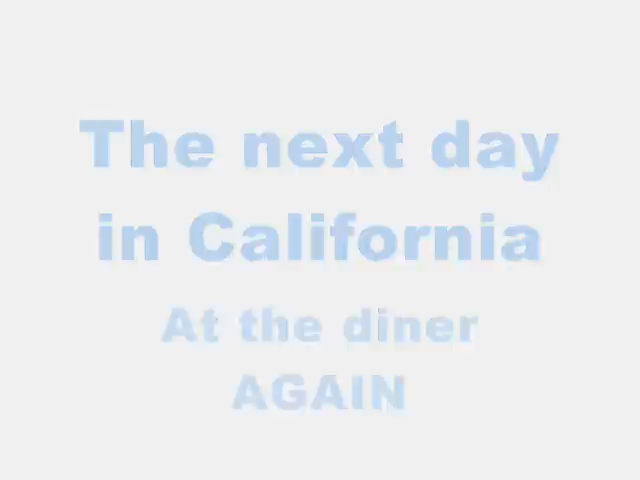 The next day
in California
At the diner
AGAIN